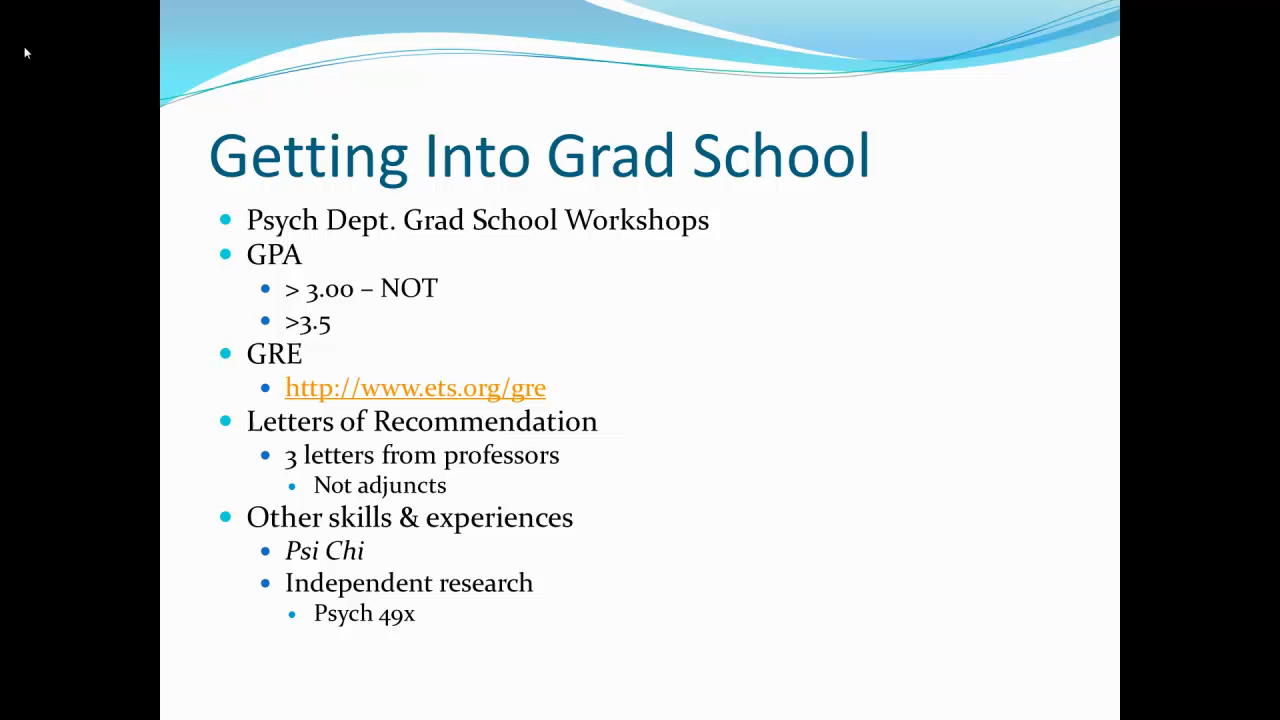 Getting Into Grad School
Psych Dept. Grad School Workshops
GPA
> 3.00 – NOT
>3.5
GRE
http://www.ets.org/gre
Letters of Recommendation
3 letters from professors
Not adjuncts
Other skills & experiences
Psi Chi
Independent research
Psych 49x